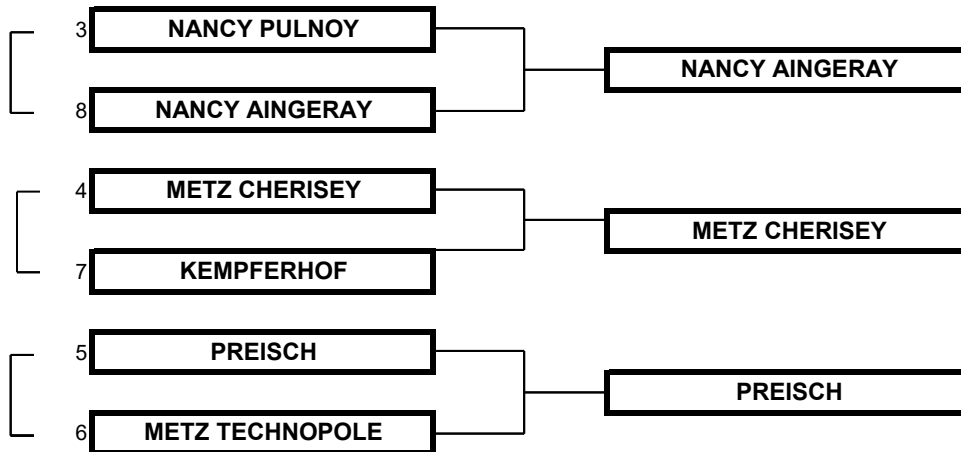 3 NANCY PULNOY
NANCY AINGERAY
8 NANCY AINGERAY
4 METZ CHERISEY
METZ CHERISEY
7 KEMPFERHOF
5 PREISCH
PREISCH
6 METZ TECHNOPOLE